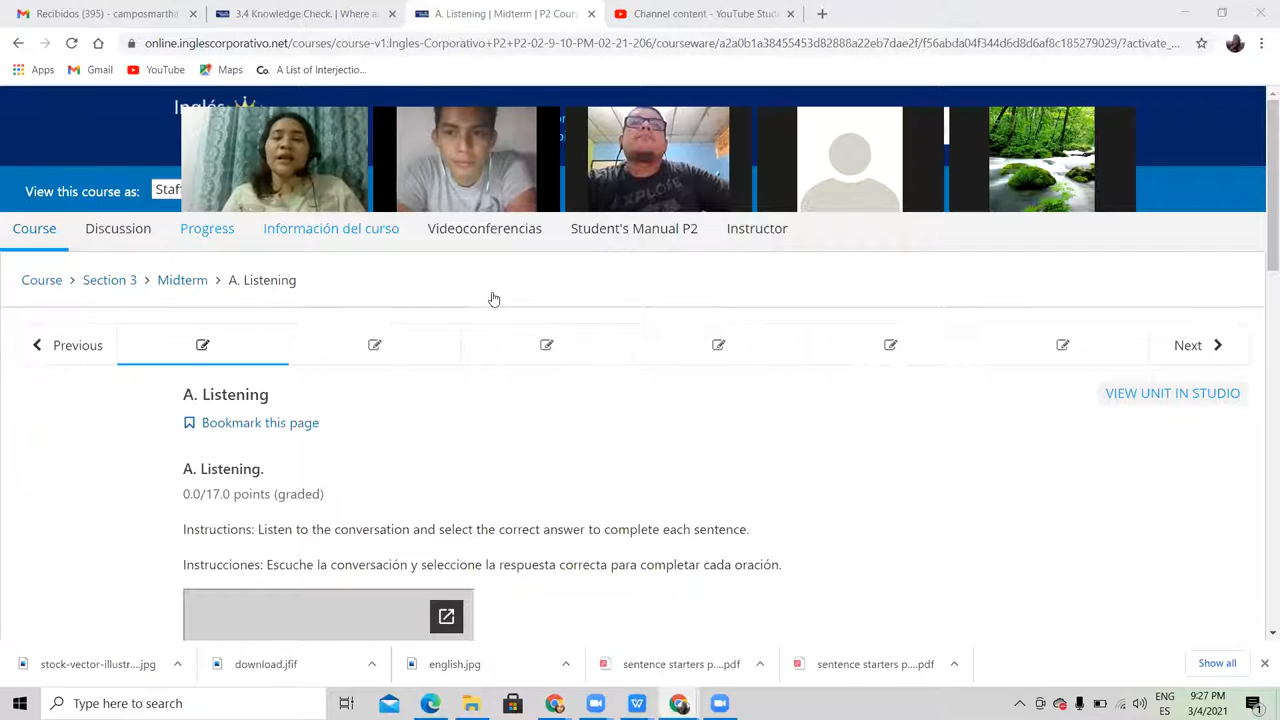 Recibidos (395) - campesmarth
3.4 Knowledge Check. | Where a
A. Listening | Midterm | P2 Cour
Channel content - YouTube Stud
online.inglescorporativo.net/courses/course-v1:Ingles-Corporativo+P2+P2-02-9-10-PM-02-21-206/courseware/a2a0b1a38455453d82888a22eb7dae2f/f56abda04f344d6d8d6af8c185279029/?activate_...
Apps
Gmail
YouTube
Maps
Co. A List of Interjectio...
Inglés
EXPLORE
View this course as:
Staff
Course
Discussion
Progress
Información del curso
Videoconferencias
Student's Manual P2
Instructor
Course > Section 3 > Midterm > A. Listening
Previous
Next
A. Listening
VIEW UNIT IN STUDIO
Bookmark this page
A. Listening.
0.0/17.0 points (graded)
Instructions: Listen to the conversation and select the correct answer to complete each sentence.
Instrucciones: Escuche la conversación y seleccione la respuesta correcta para completar cada oración.
stock-vector-illustr....jpg
download.jfif
english.jpg
sentence starters p....pdf
sentence starters p....pdf
Show all
Type here to search
ENG
ES
9:27 PM
3/4/2021